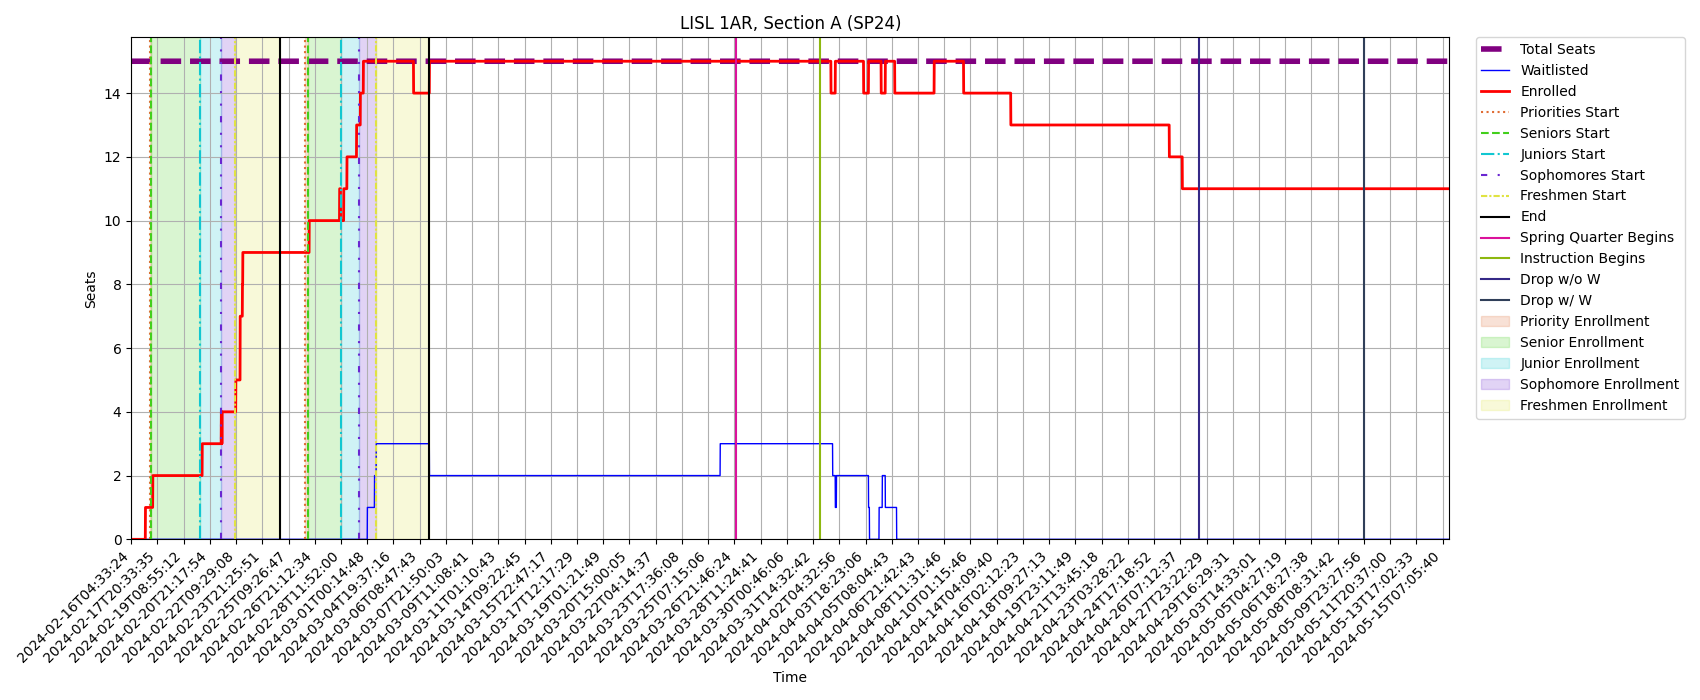 LISL 1AR, Section A (SP24)
Total Seats
Waitlisted
Enrolled
Priorities Start
Seniors Start
Juniors Start
Sophomores Start
Freshmen Start
End
Spring Quarter Begins
Instruction Begins
Drop w/o W
Drop w/ W
Priority Enrollment
Senior Enrollment
Junior Enrollment
Sophomore Enrollment
Freshmen Enrollment
Seats
14
12
10
8
6
4
2
0
2024-02-16T04:33:24
2024-02-17T20:33:35
2024-02-19T08:55:12
2024-02-20T21:17:54
2024-02-22T09:29:08
2024-02-23T21:25:51
2024-02-25T09:26:47
2024-02-26T21:12:34
2024-02-28T11:52:00
2024-03-01T00:14:48
2024-03-04T19:37:16
2024-03-06T08:47:43
2024-03-07T21:50:03
2024-03-09T11:08:41
2024-03-11T01:10:43
2024-03-14T09:22:45
2024-03-15T22:47:17
2024-03-17T12:17:29
2024-03-19T01:21:49
2024-03-20T15:00:05
2024-03-22T04:14:37
2024-03-23T17:36:08
2024-03-25T07:15:06
2024-03-26T21:46:24
2024-03-28T11:24:41
2024-03-30T00:46:06
2024-03-31T14:32:42
2024-04-02T04:32:56
2024-04-03T18:23:06
2024-04-05T08:04:43
2024-04-06T21:42:43
2024-04-08T11:31:46
2024-04-10T01:15:46
2024-04-14T04:09:40
2024-04-16T02:12:23
2024-04-18T09:27:13
2024-04-19T23:11:49
2024-04-21T13:45:18
2024-04-23T03:28:22
2024-04-24T17:18:52
2024-04-26T07:12:37
2024-04-27T23:22:29
2024-04-29T16:29:31
2024-05-03T14:33:01
2024-05-05T04:27:19
2024-05-06T18:27:38
2024-05-08T08:31:42
2024-05-09T23:27:56
2024-05-11T20:37:00
2024-05-13T17:02:33
2024-05-15T07:05:40
Time